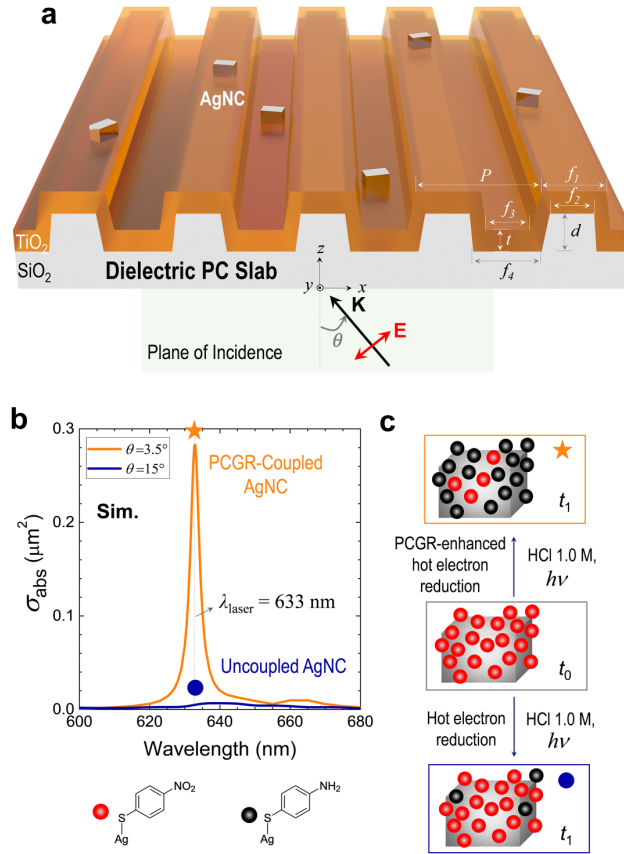 a
AgNC
P
f1
f2
f3
t
d
f4
TiO2
SiO2
Dielectric PC Slab
z
y
x
K
E
θ
Plane of Incidence
b
0.3
0.2
0.1
0
σabs (μm²)
θ=3.5°
θ=15°
Sim.
PCGR-Coupled
AgNC
λlaser = 633 nm
Uncoupled AgNC
600
620
640
660
680
Wavelength (nm)
NO2
S
Ag
NH2
S
Ag
c
t1
PCGR-enhanced
hot electron
reduction
HCl 1.0 M,
hν
t0
Hot electron
reduction
HCl 1.0 M,
hν
t1